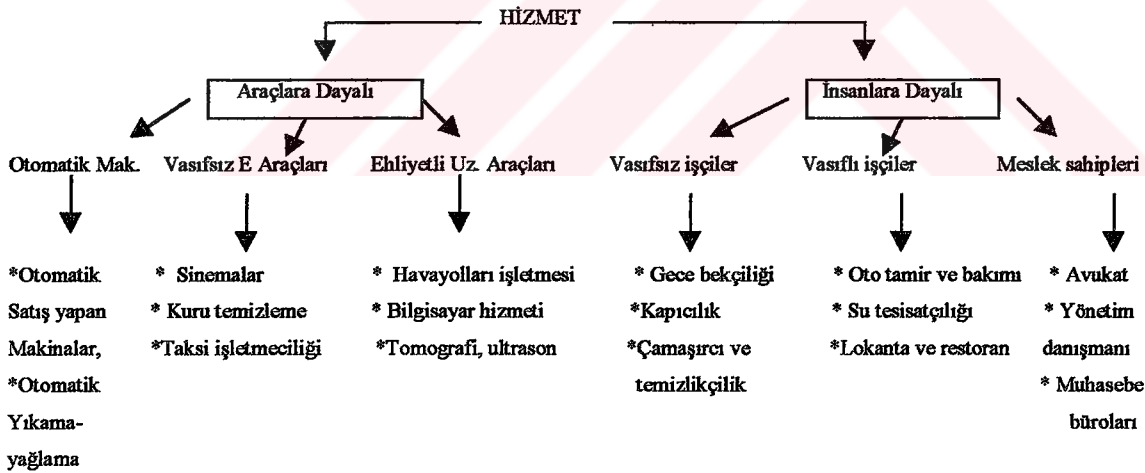 HİZMET
Araçlara Dayalı
İnsanlara Dayalı
Otomatik Mak.
Vasıfsız E Araçları
Ehliyetli Uz. Araçları
Vasıfsız işçiler
Vasıflı işçiler
Meslek sahipleri
*Otomatik
Satış yapan
Makinalar,
*Otomatik
Yıkama-
yağlama
* Sinemalar
* Kuru temizleme
*Taksi işletmeciliği
* Havayolları işletmesi
* Bilgisayar hizmeti
*Tomografi, ultrason
* Gece bekçiliği
*Kapıcılık
*Çamaşırcı ve
temizlikçilik
* Oto tamir ve bakımı
* Su tesisatçılığı
*Lokanta ve restoran
* Avukat
* Yönetim
danışmanı
* Muhasebe
büroları